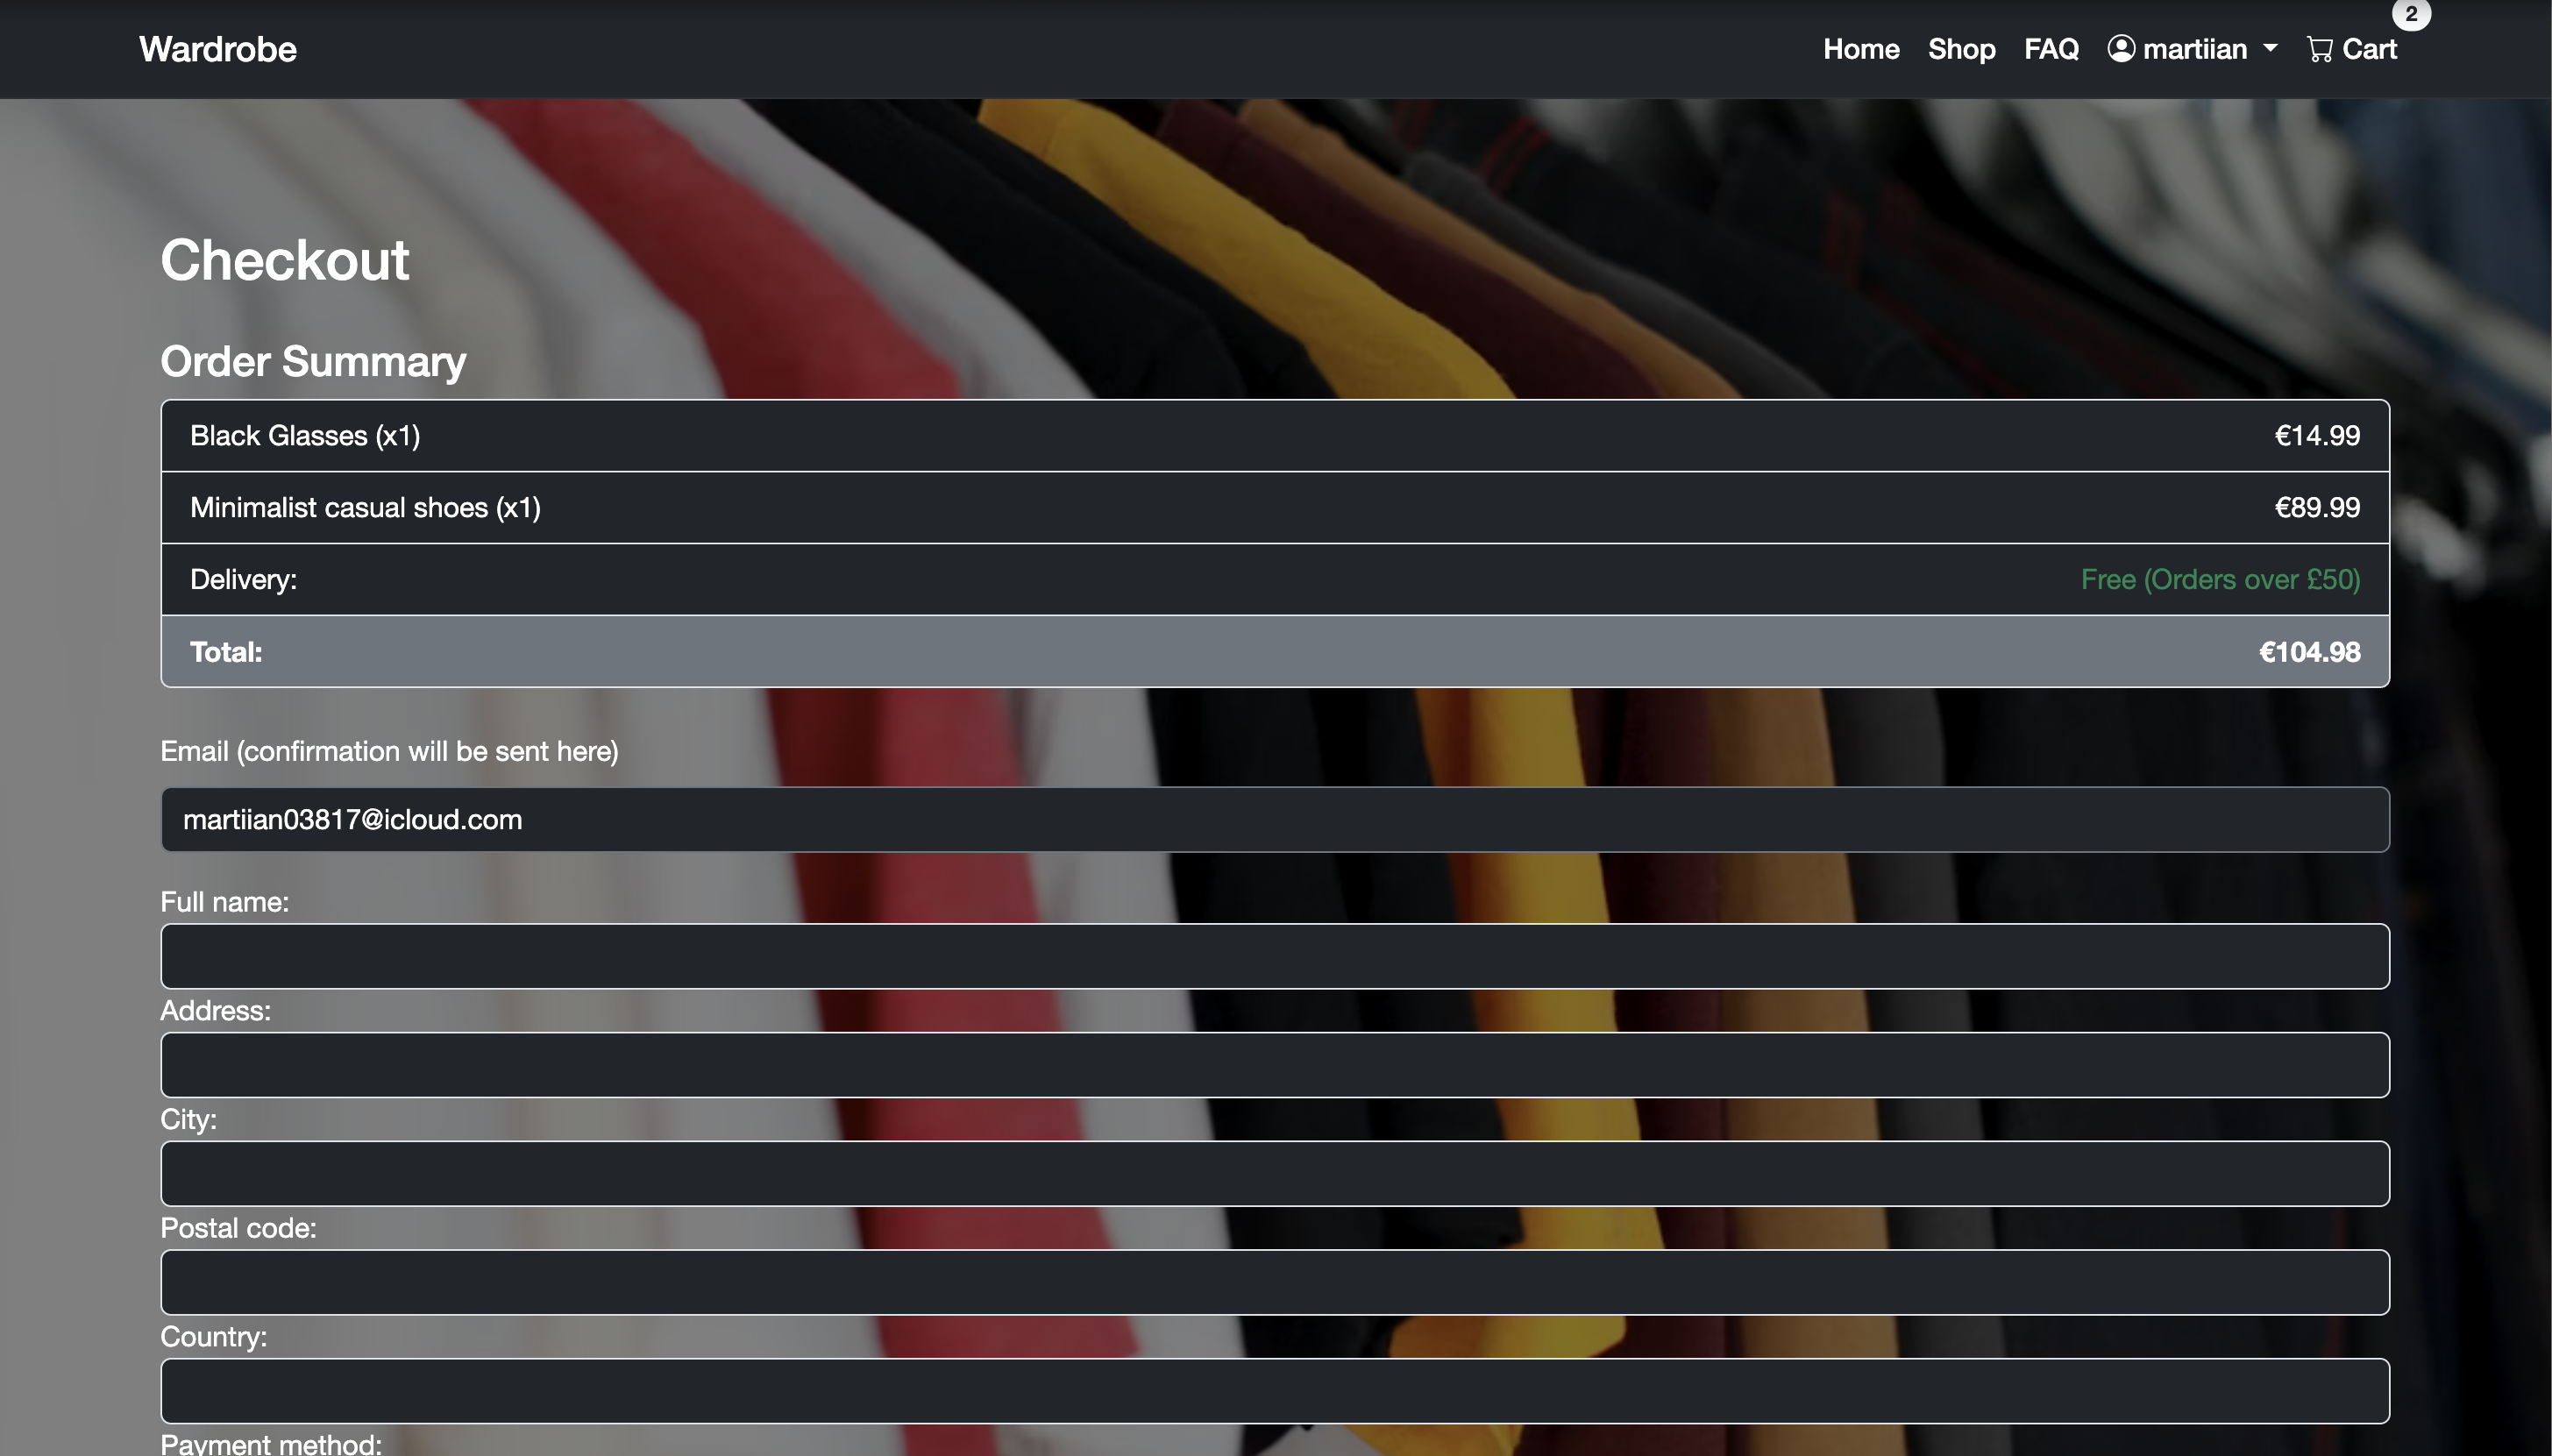 Wardrobe
Home Shop FAQ martiian Cart 2
Checkout
Order Summary
Black Glasses (x1) €14.99
Minimalist casual shoes (x1) €89.99
Delivery: Free (Orders over £50)
Total: €104.98
Email (confirmation will be sent here)
martiian03817@icloud.com
Full name:
Address:
City:
Postal code:
Country:
Payment method: